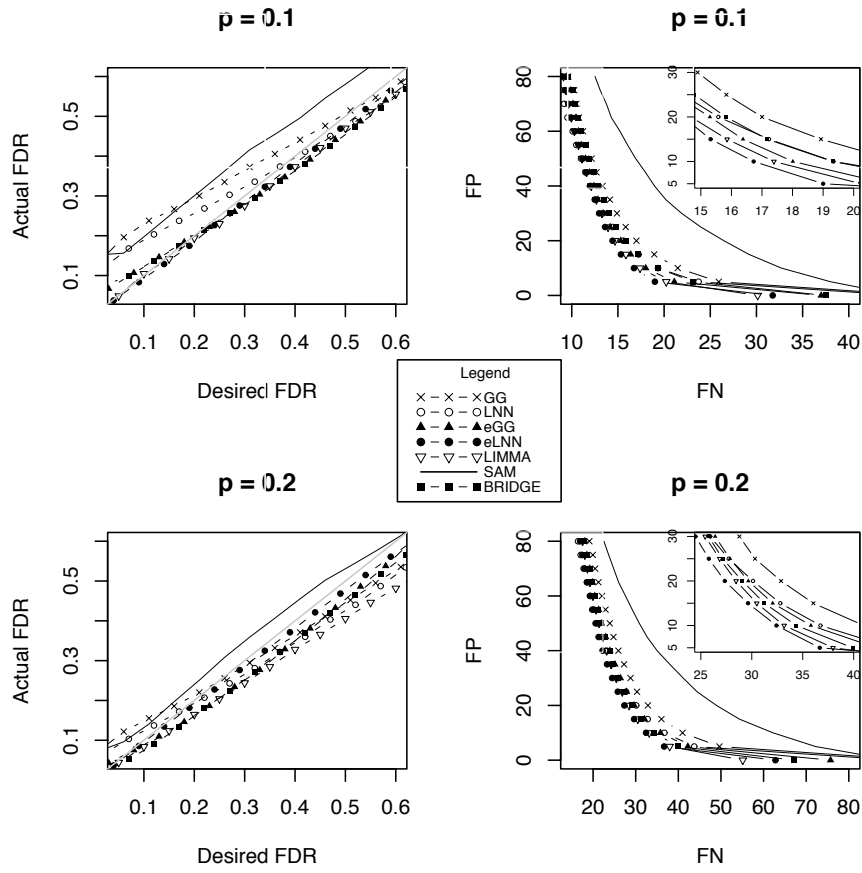 p = 0.1
p = 0.1
Actual FDR
0.1 0.3 0.5
0.1 0.2 0.3 0.4 0.5 0.6
Desired FDR
FP
0 20 40 60 80
10 15 20 25 30 35 40
FN
5 10 15 20 30
15 16 17 18 19 20
Legend
GG
LNN
eGG
eLNN
LIMMA
SAM
BRIDGE
p = 0.2
p = 0.2
Actual FDR
0.1 0.3 0.5
0.1 0.2 0.3 0.4 0.5 0.6
Desired FDR
FP
0 20 40 60 80
20 30 40 50 60 70 80
FN
5 10 15 20 30
25 30 35 40